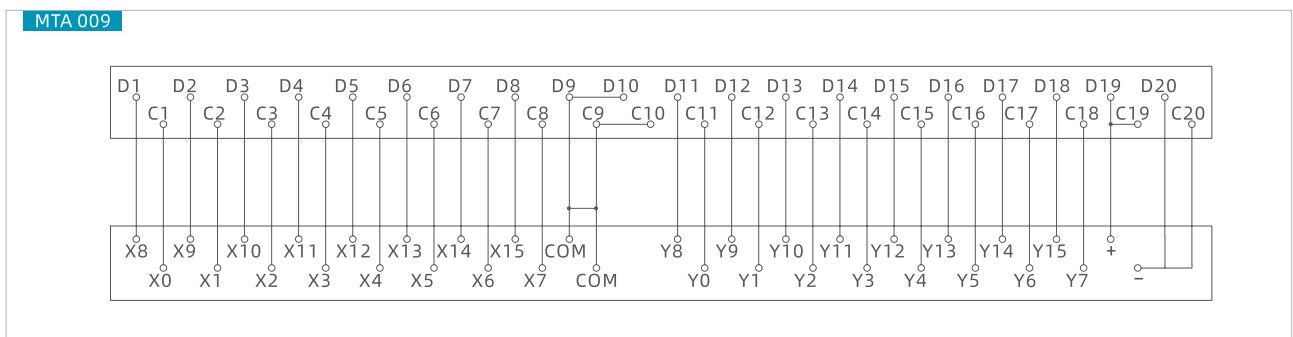 MTA 009
D1 D2 D3 D4 D5 D6 D7 D8 D9 D10 D11 D12 D13 D14 D15 D16 D17 D18 D19 D20
C1 C2 C3 C4 C5 C6 C7 C8 C9 C10 C11 C12 C13 C14 C15 C16 C17 C18 C19 C20
X8 X9 X10 X11 X12 X13 X14 X15 COM Y8 Y9 Y10 Y11 Y12 Y13 Y14 Y15 +
X0 X1 X2 X3 X4 X5 X6 X7 COM Y0 Y1 Y2 Y3 Y4 Y5 Y6 Y7 −